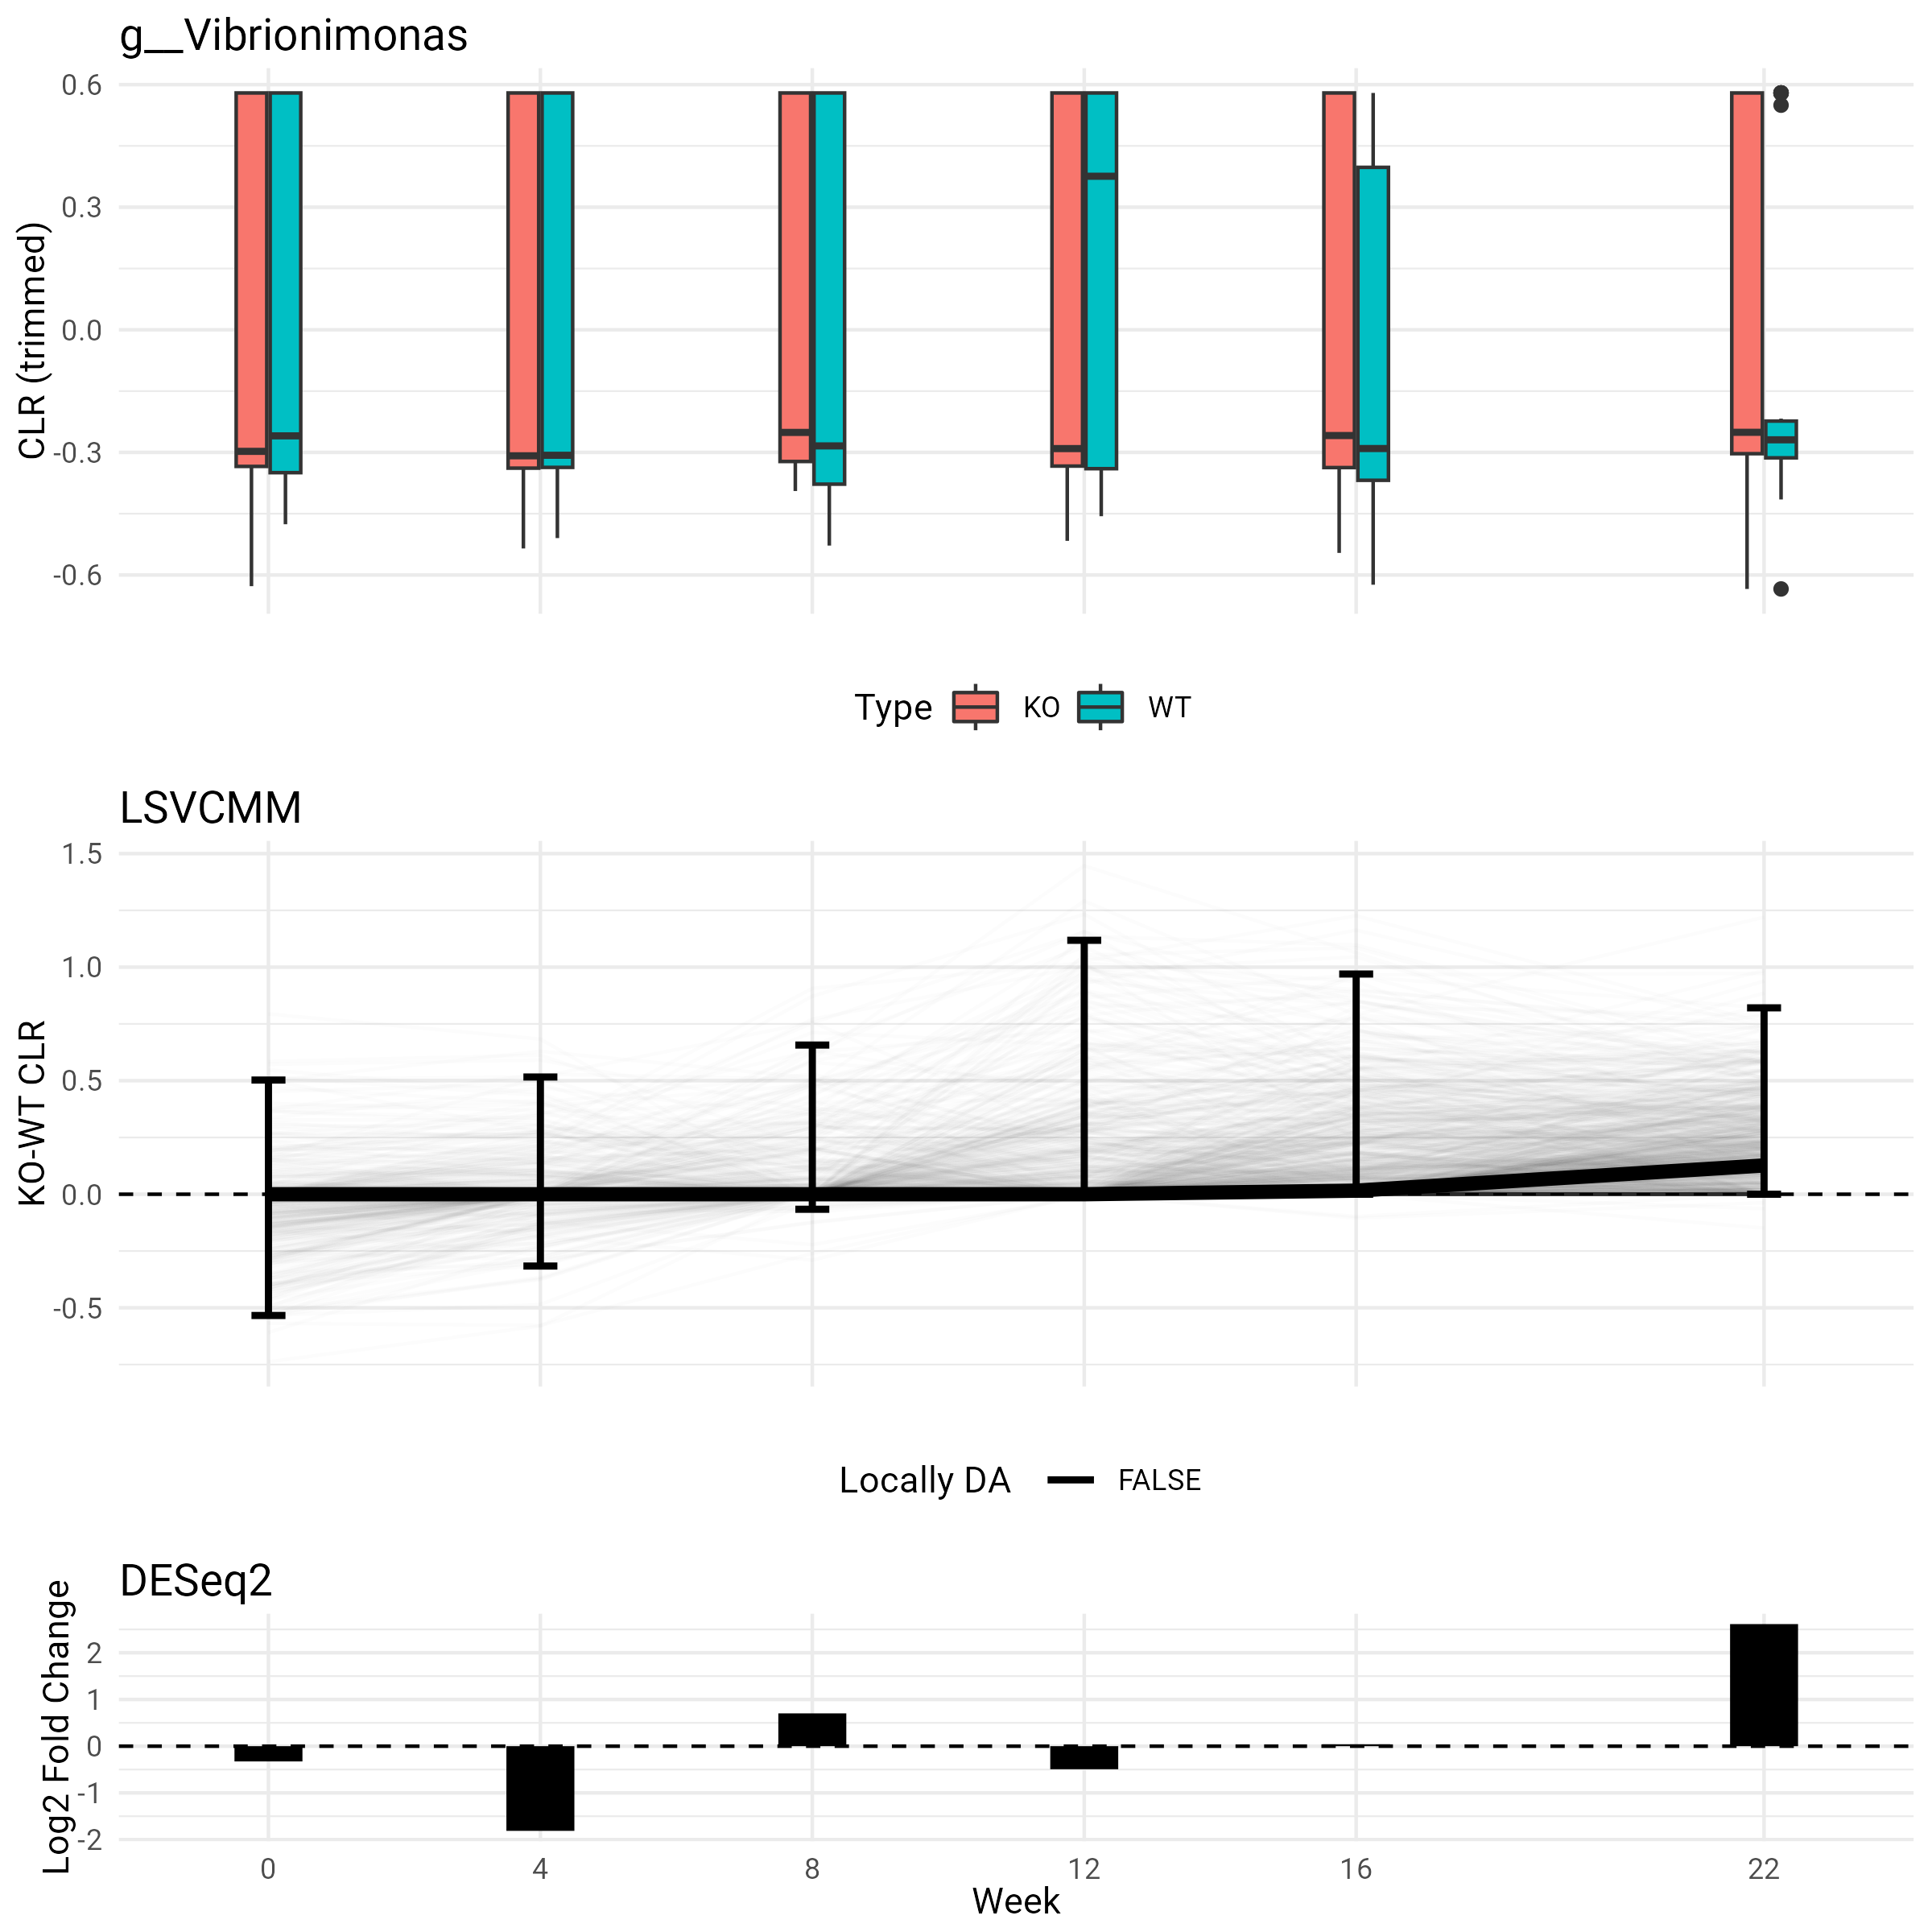 g__Vibrionimonas
CLR (trimmed)
0.6
0.3
0.0
-0.3
-0.6
Type KO WT
LSVCMM
KO-WT CLR
1.5
1.0
0.5
0.0
-0.5
Locally DA FALSE
DESeq2
Log2 Fold Change
2
1
0
-1
-2
0 4 8 12 16 22
Week